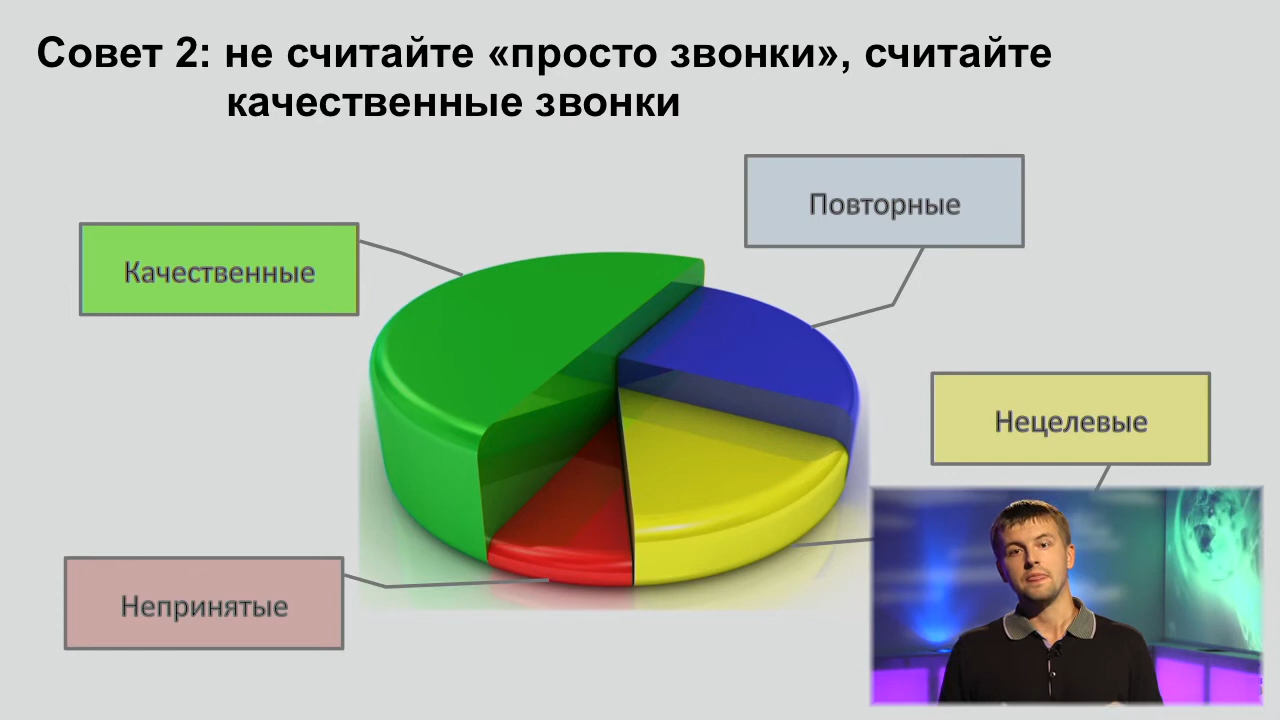 Совет 2: не считайте «просто звонки», считайте
качественные звонки
Повторные
Качественные
Нецелевые
Непринятые